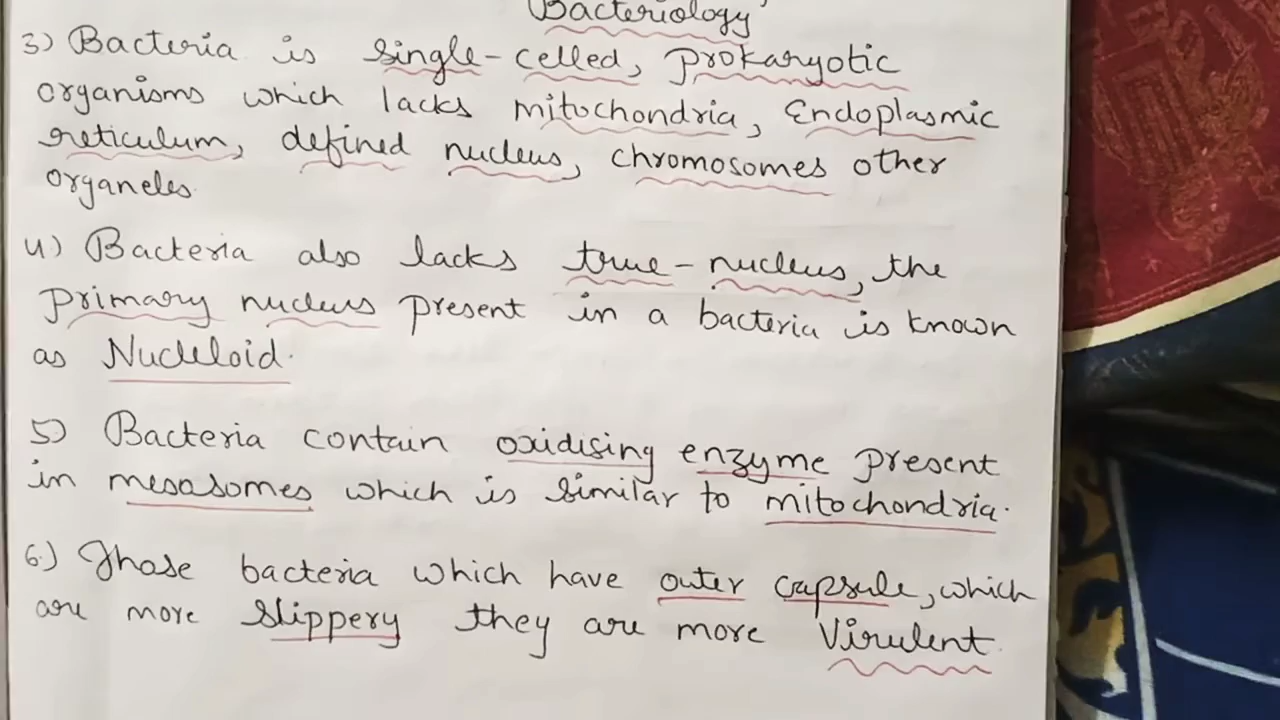 Bacteriology
3) Bacteria is single-celled, prokaryotic
organisms which lacks mitochondria, Endoplasmic
reticulum, defined nucleus, chromosomes other
organeles.
4) Bacteria also lacks true-nucleus, the
primary nucleus present in a bacteria is known
as Nucleloid.
5) Bacteria contain oxidising enzyme present
in mesasomes which is similar to mitochondria.
6.) Those bacteria which have outer capsule, which
are more slippery they are more Virulent.